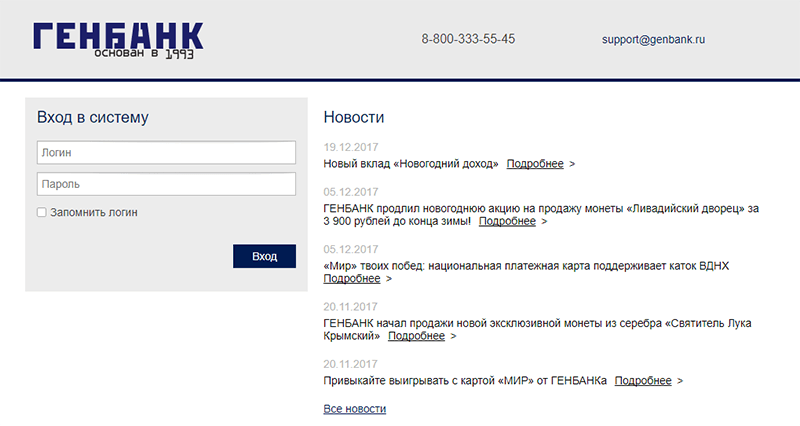 ГЕНБАНК
основан в 1993
8-800-333-55-45
support@genbank.ru
Вход в систему
Логин
Пароль
Запомнить логин
Вход
Новости
19.12.2017
Новый вклад «Новогодний доход» Подробнее >
05.12.2017
ГЕНБАНК продлил новогоднюю акцию на продажу монеты «Ливадийский дворец» за
3 900 рублей до конца зимы! Подробнее >
05.12.2017
«Мир» твоих побед: национальная платежная карта поддерживает каток ВДНХ
Подробнее >
20.11.2017
ГЕНБАНК начал продажи новой эксклюзивной монеты из серебра «Святитель Лука
Крымский» Подробнее >
20.11.2017
Привыкайте выигрывать с картой «МИР» от ГЕНБАНКа Подробнее >
Все новости